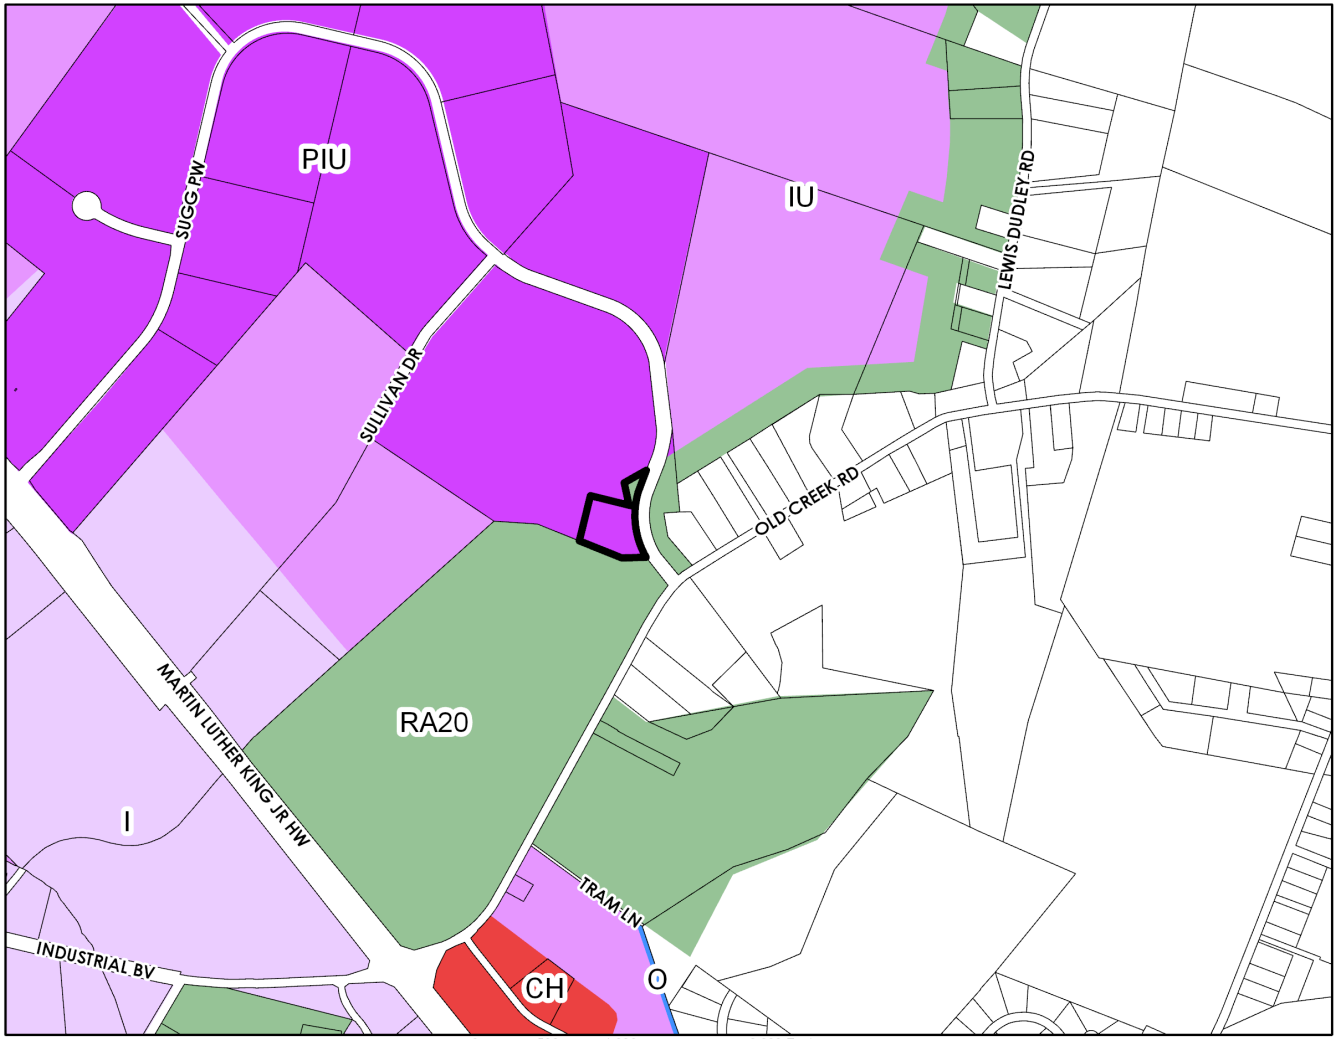 PIU
SUGG PW
IU
LEWIS DUDLEY RD
SULLIVAN DR
OLD CREEK RD
RA20
MARTIN LUTHER KING JR HW
I
TRAM LN
INDUSTRIAL BV
CH
O